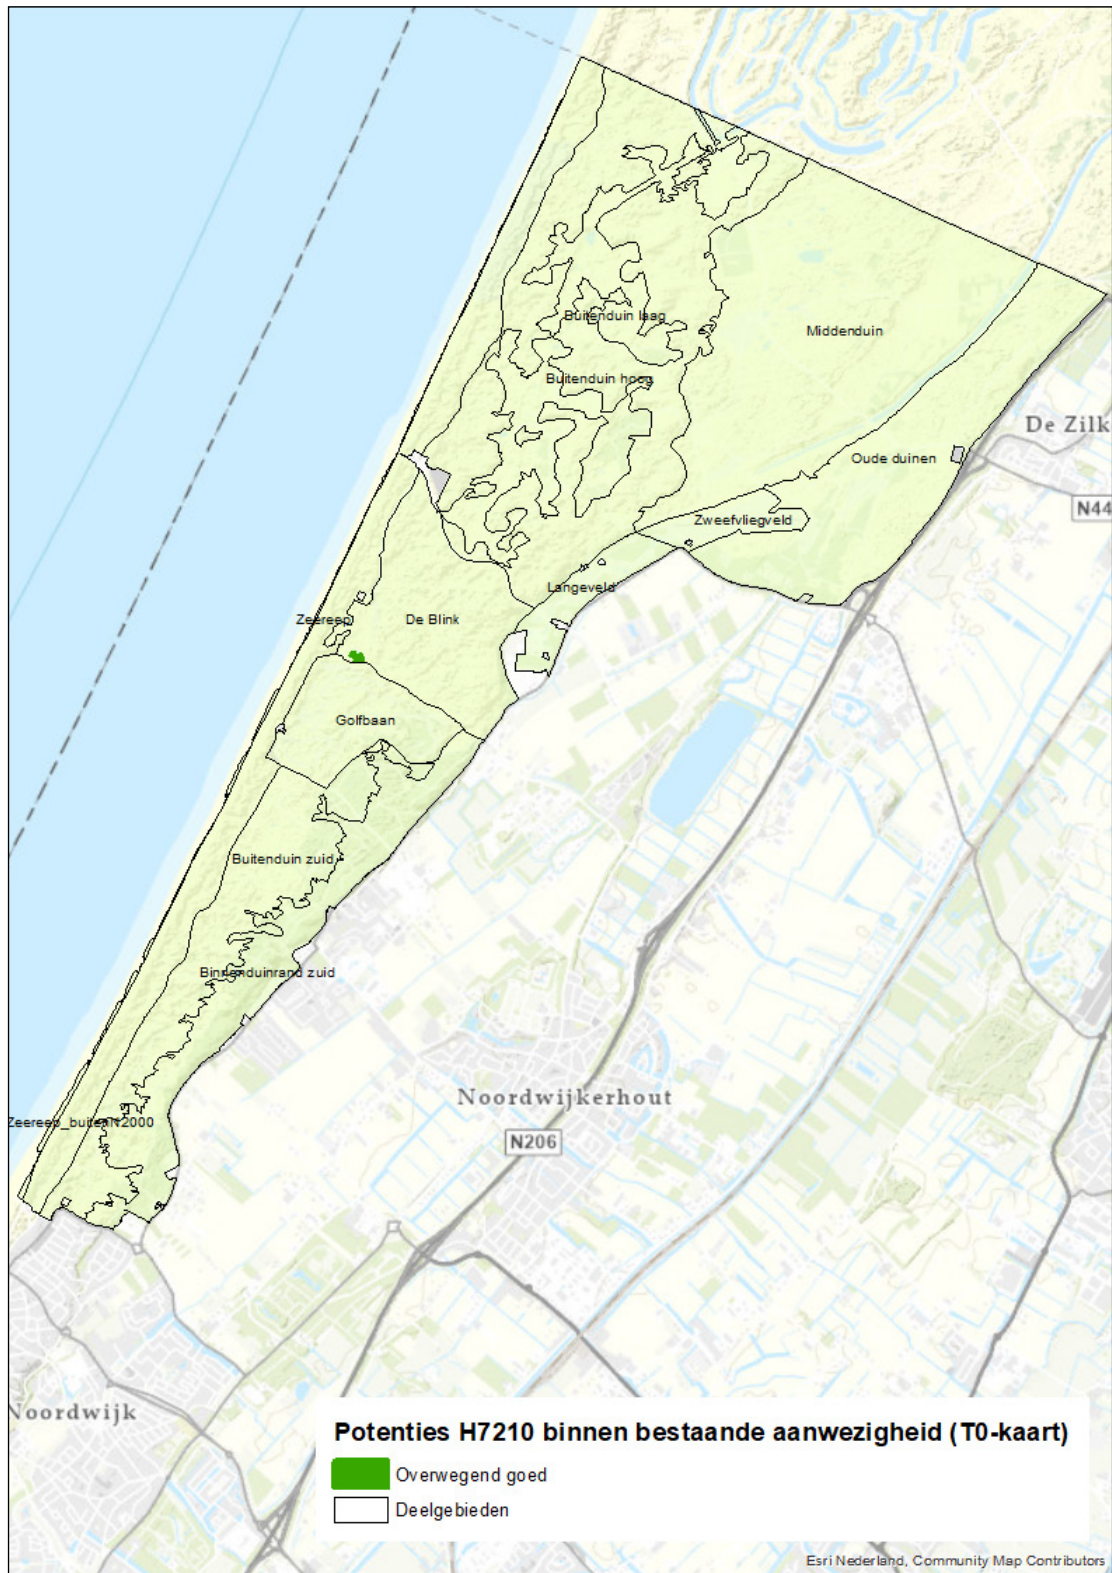 Buitenduin laag
Middenduin
Buitenduin hoog
De Zilk
Oude duinen
N44
Zweefvliegveld
Langeveld
Zeereep
De Blink
Golfbaan
Buitenduin zuid
Binnenduinrand zuid
Noordwijkerhout
Zeereep_buitenN2000
N206
Noordwijk
Potenties H7210 binnen bestaande aanwezigheid (T0-kaart)
Overwegend goed
Deelgebieden
Esri Nederland, Community Map Contributors